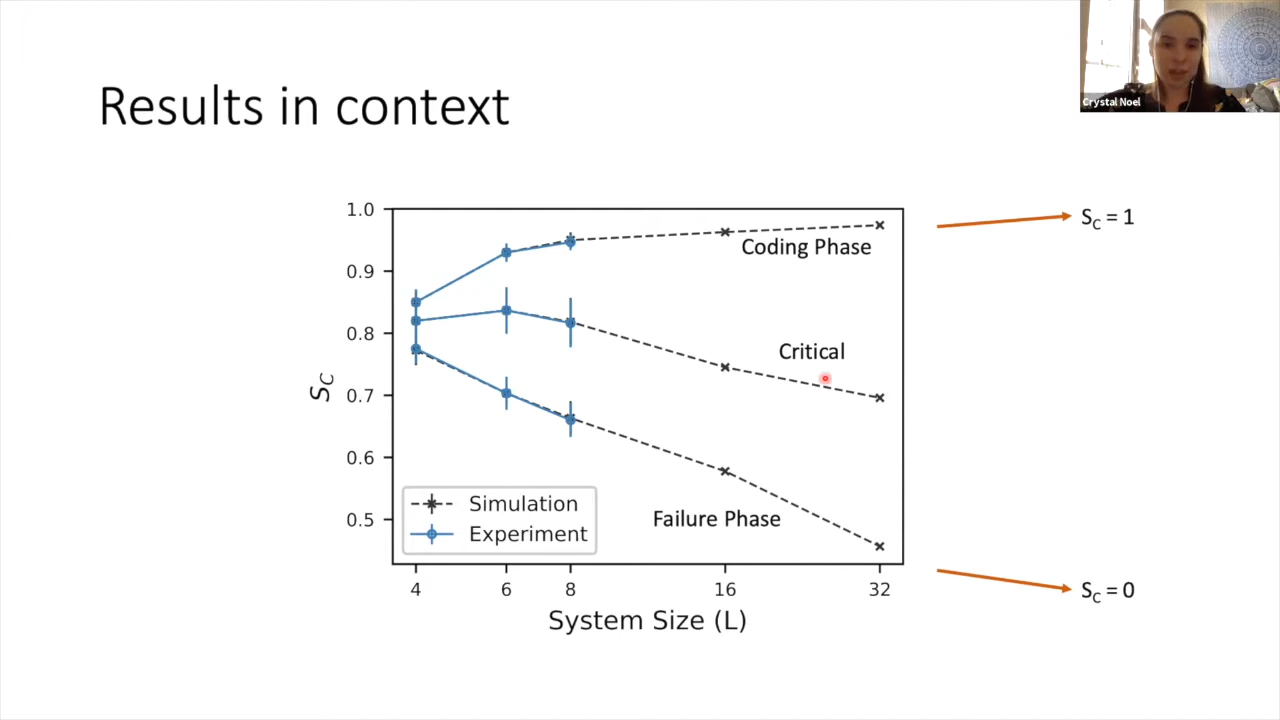 Crystal Noel
Results in context
1.0
0.9
0.8
0.7
0.6
0.5
S_C
Coding Phase
Critical
Failure Phase
Simulation
Experiment
4 6 8 16 32
System Size (L)
S_C = 1
S_C = 0